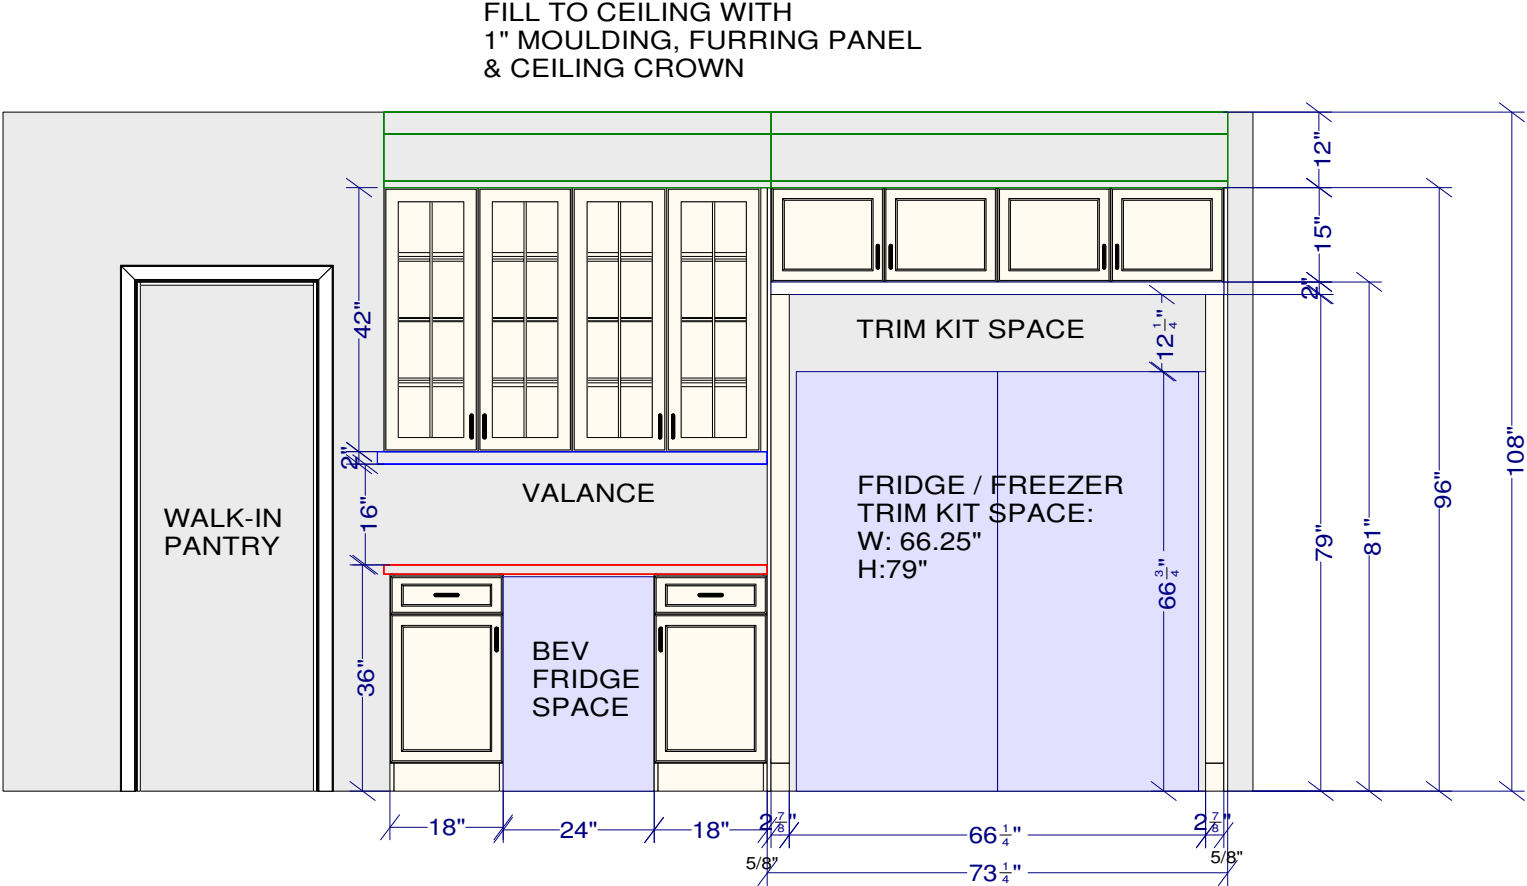 FILL TO CEILING WITH
1" MOULDING, FURRING PANEL
& CEILING CROWN
12"
15"
2"
42"
TRIM KIT SPACE
12 1/4"
2"
VALANCE
16"
WALK-IN
PANTRY
FRIDGE / FREEZER
TRIM KIT SPACE:
W: 66.25"
H:79"
66 3/4"
79"
81"
96"
108"
36"
BEV
FRIDGE
SPACE
18"
24"
18"
2 7/8"
66 1/4"
2 7/8"
5/8"
73 1/4"
5/8"